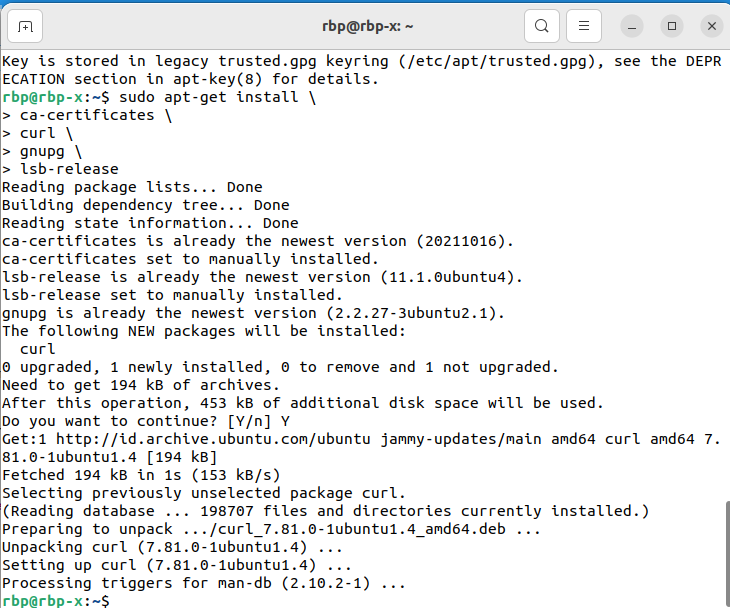 rbp@rbp-x: ~
Key is stored in legacy trusted.gpg keyring (/etc/apt/trusted.gpg), see the DEPR
ECATION section in apt-key(8) for details.
rbp@rbp-x:~$ sudo apt-get install \
> ca-certificates \
> curl \
> gnupg \
> lsb-release
Reading package lists... Done
Building dependency tree... Done
Reading state information... Done
ca-certificates is already the newest version (20211016).
ca-certificates set to manually installed.
lsb-release is already the newest version (11.1.0ubuntu4).
lsb-release set to manually installed.
gnupg is already the newest version (2.2.27-3ubuntu2.1).
The following NEW packages will be installed:
  curl
0 upgraded, 1 newly installed, 0 to remove and 1 not upgraded.
Need to get 194 kB of archives.
After this operation, 453 kB of additional disk space will be used.
Do you want to continue? [Y/n] Y
Get:1 http://id.archive.ubuntu.com/ubuntu jammy-updates/main amd64 curl amd64 7.
81.0-1ubuntu1.4 [194 kB]
Fetched 194 kB in 1s (153 kB/s)
Selecting previously unselected package curl.
(Reading database ... 198707 files and directories currently installed.)
Preparing to unpack .../curl_7.81.0-1ubuntu1.4_amd64.deb ...
Unpacking curl (7.81.0-1ubuntu1.4) ...
Setting up curl (7.81.0-1ubuntu1.4) ...
Processing triggers for man-db (2.10.2-1) ...
rbp@rbp-x:~$